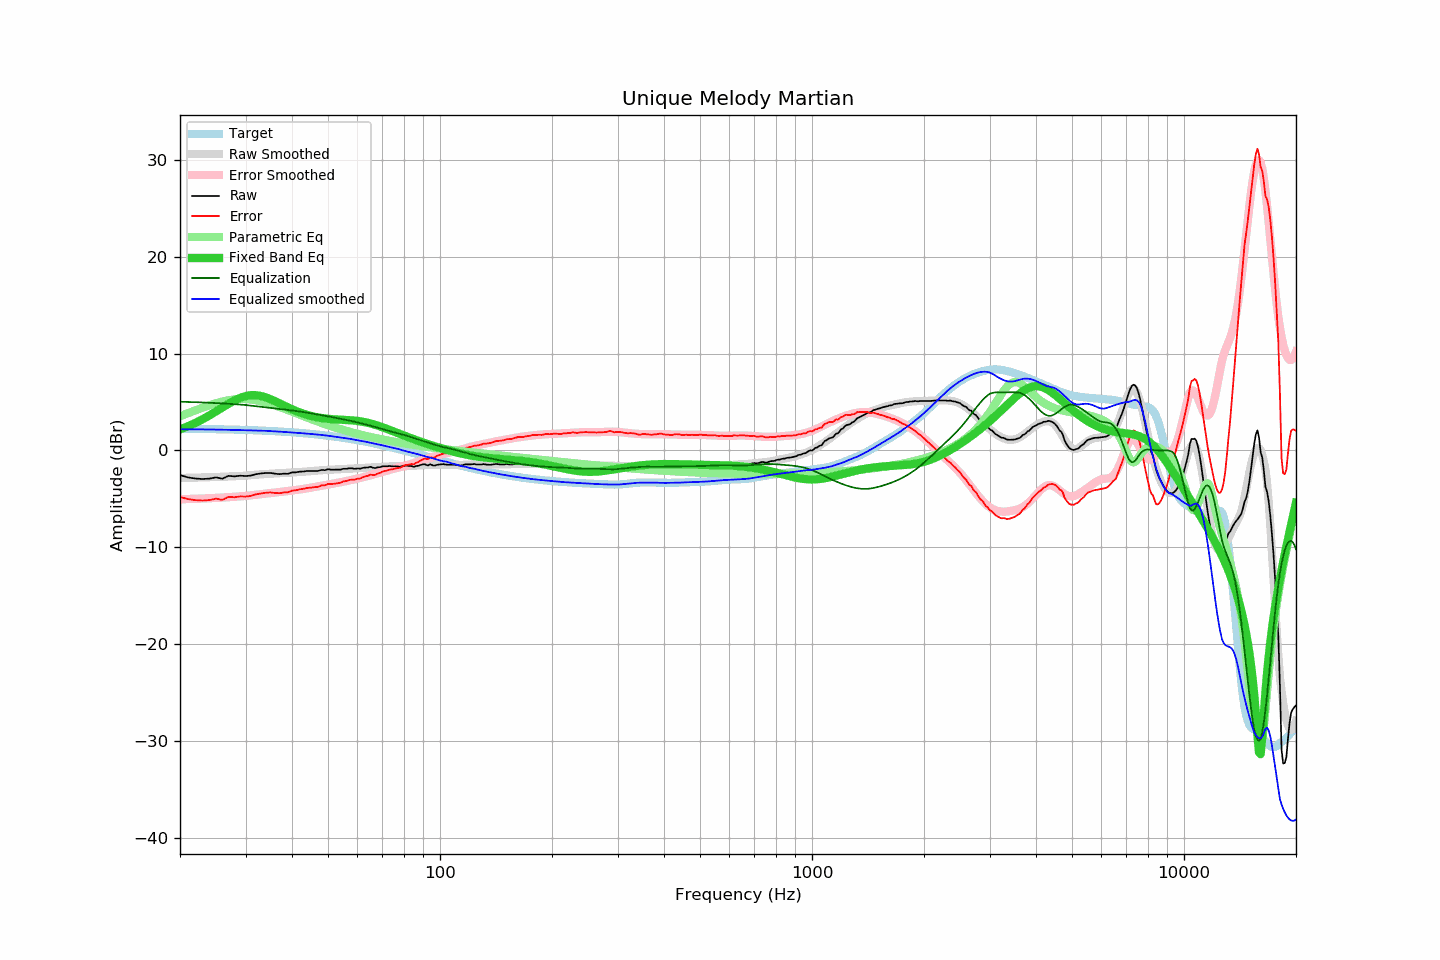 Unique Melody Martian
Target
Raw Smoothed
Error Smoothed
Raw
Error
Parametric Eq
Fixed Band Eq
Equalization
Equalized smoothed
30
20
10
0
−10
−20
−30
−40
Amplitude (dBr)
100
1000
10000
Frequency (Hz)